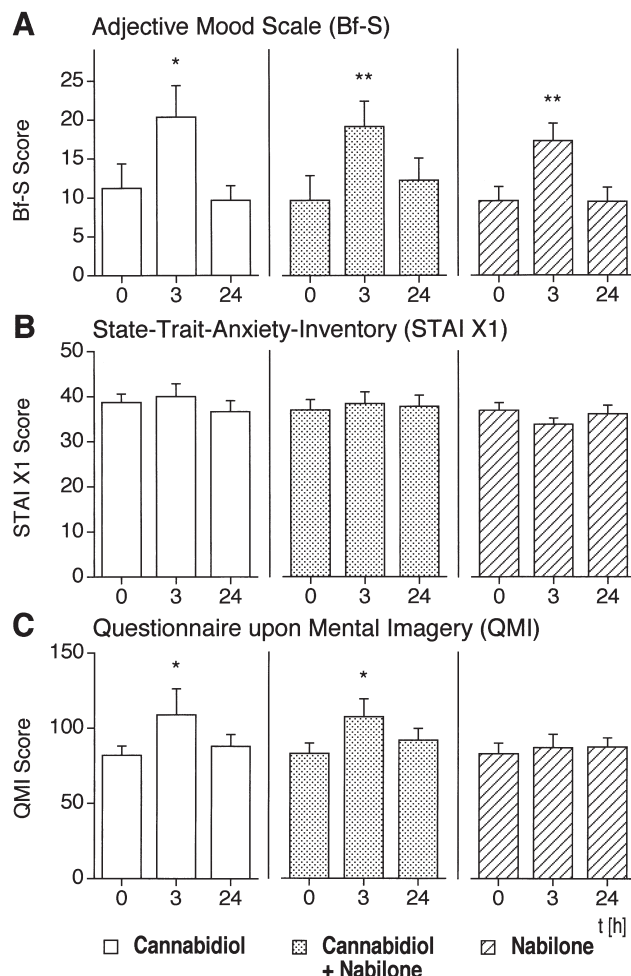 A Adjective Mood Scale (Bf-S)
Bf-S Score
25
20
15
10
5
0
* ** **
0 3 24 0 3 24 0 3 24
B State-Trait-Anxiety-Inventory (STAI X1)
STAI X1 Score
50
40
30
20
10
0
0 3 24 0 3 24 0 3 24
C Questionnaire upon Mental Imagery (QMI)
QMI Score
150
100
50
0
* *
0 3 24 0 3 24 0 3 24
t [h]
Cannabidiol Cannabidiol Nabilone
+ Nabilone